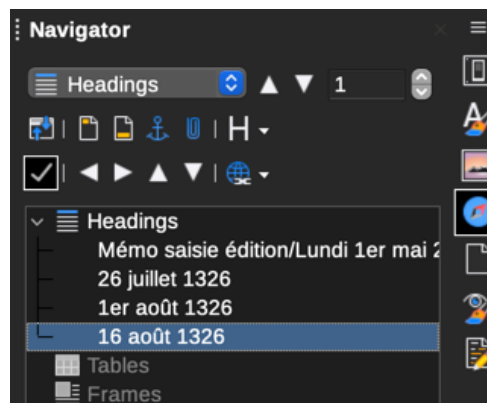 Navigator
Headings 1
H
Headings
Mémo saisie édition/Lundi 1er mai
26 juillet 1326
1er août 1326
16 août 1326
Tables
Frames